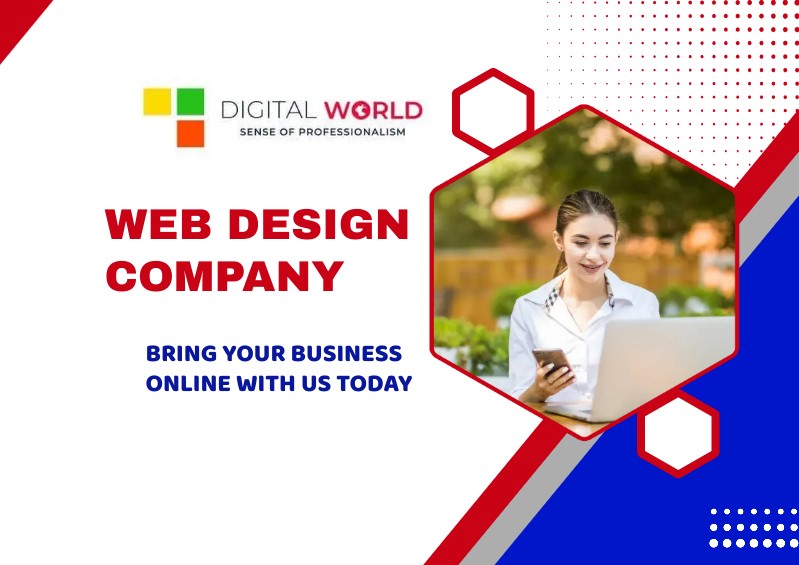 DIGITAL WORLD
SENSE OF PROFESSIONALISM
WEB DESIGN
COMPANY
BRING YOUR BUSINESS
ONLINE WITH US TODAY